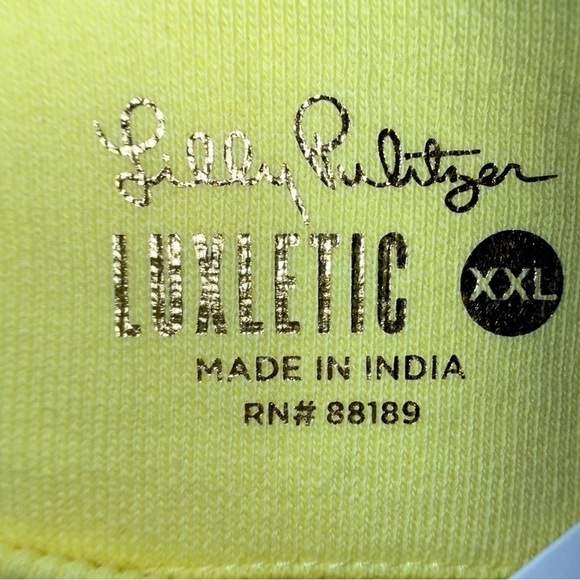 Lilly Pulitzer
LUXLETIC
XXL
MADE IN INDIA
RN# 88189